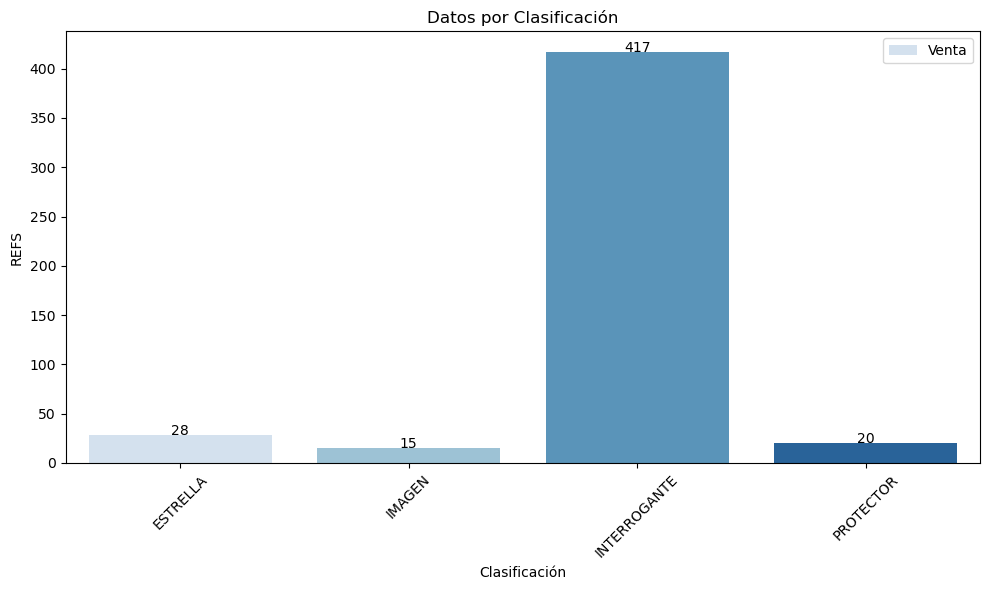 Datos por Clasificación
Venta
REFS
400
350
300
250
200
150
100
50
0
28
15
417
20
ESTRELLA
IMAGEN
INTERROGANTE
PROTECTOR
Clasificación